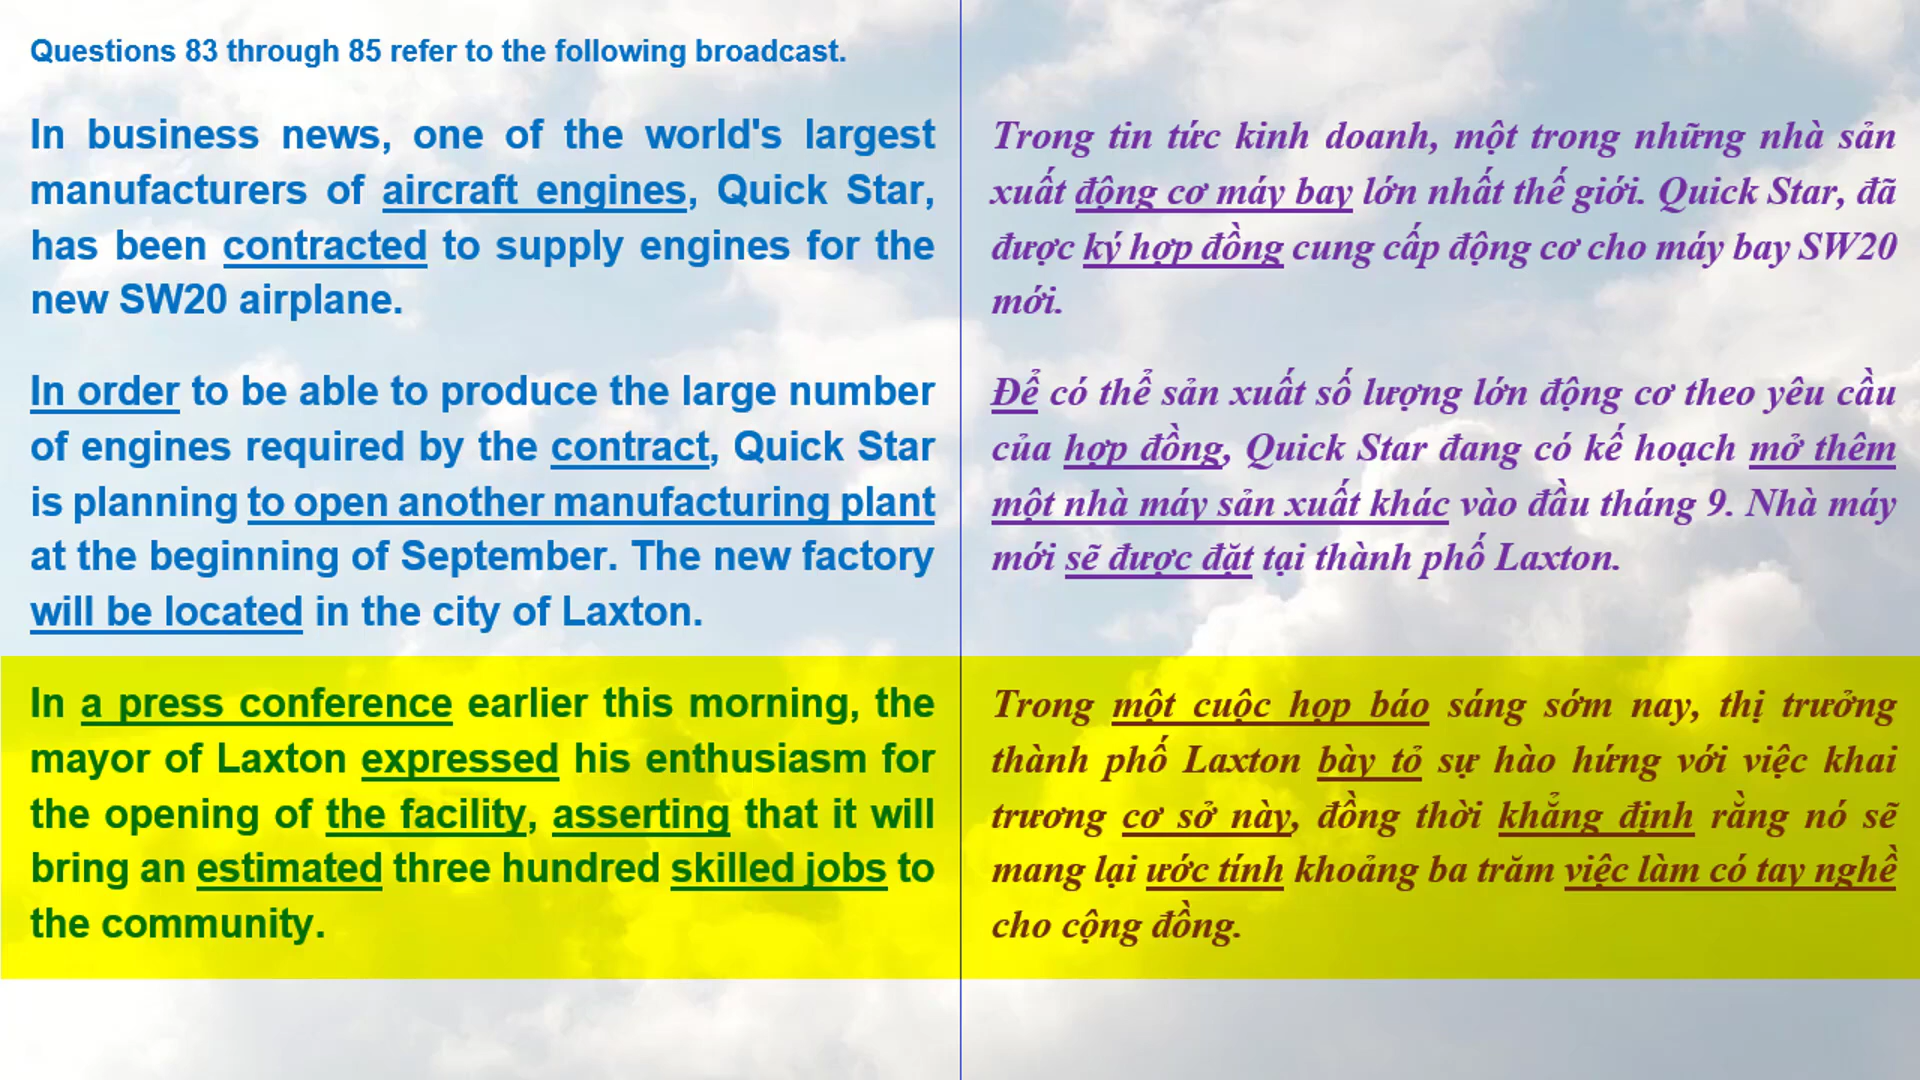 Questions 83 through 85 refer to the following broadcast.
In business news, one of the world's largest
manufacturers of aircraft engines, Quick Star,
has been contracted to supply engines for the
new SW20 airplane.
In order to be able to produce the large number
of engines required by the contract, Quick Star
is planning to open another manufacturing plant
at the beginning of September. The new factory
will be located in the city of Laxton.
In a press conference earlier this morning, the
mayor of Laxton expressed his enthusiasm for
the opening of the facility, asserting that it will
bring an estimated three hundred skilled jobs to
the community.
Trong tin tức kinh doanh, một trong những nhà sản
xuất động cơ máy bay lớn nhất thế giới. Quick Star, đã
được ký hợp đồng cung cấp động cơ cho máy bay SW20
mới.
Để có thể sản xuất số lượng lớn động cơ theo yêu cầu
của hợp đồng, Quick Star đang có kế hoạch mở thêm
một nhà máy sản xuất khác vào đầu tháng 9. Nhà máy
mới sẽ được đặt tại thành phố Laxton.
Trong một cuộc họp báo sáng sớm nay, thị trưởng
thành phố Laxton bày tỏ sự hào hứng với việc khai
trương cơ sở này, đồng thời khẳng định rằng nó sẽ
mang lại ước tính khoảng ba trăm việc làm có tay nghề
cho cộng đồng.